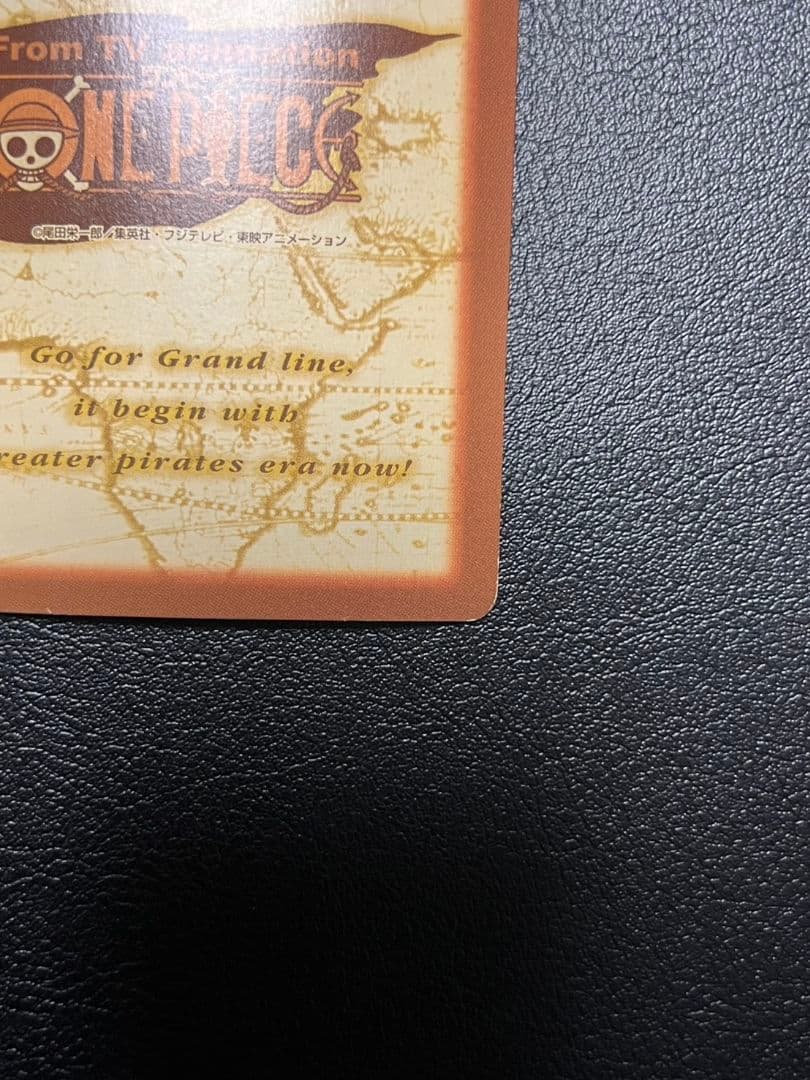 From TV animation
ONE PIECE
©尾田栄一郎／集英社・フジテレビ・東映アニメーション
Go for Grand line,
it begin with
reater pirates era now!